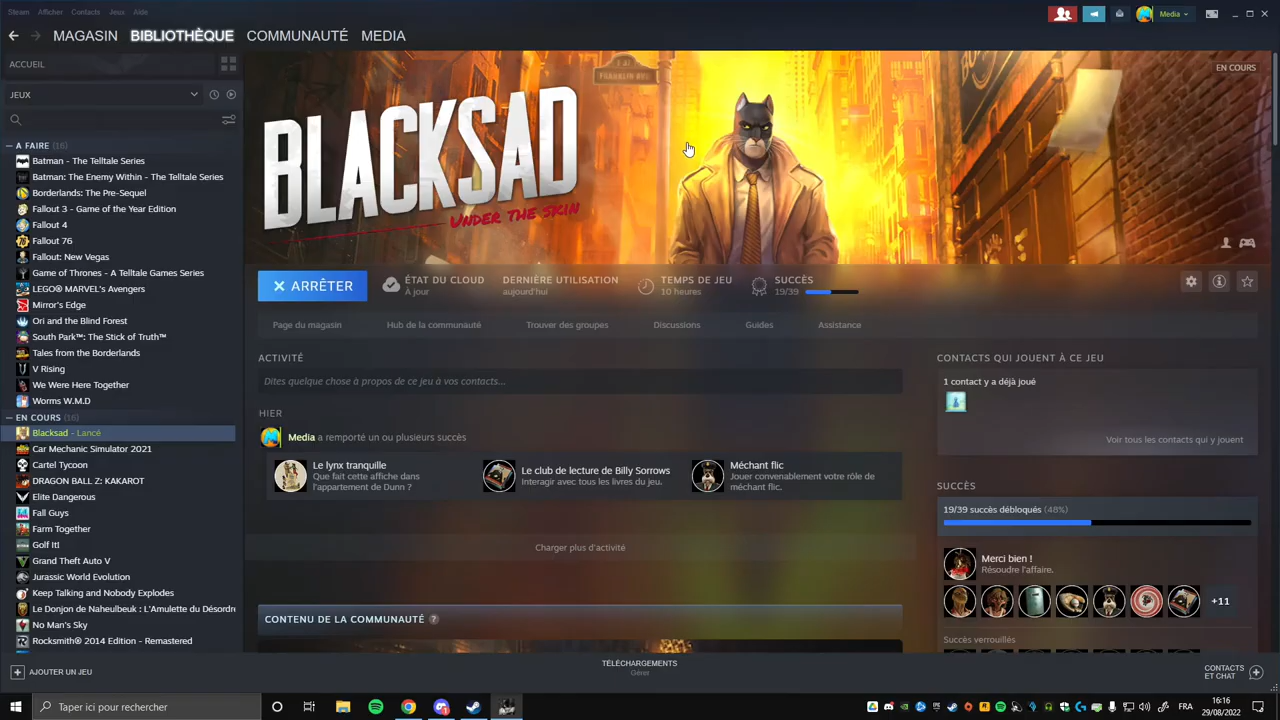 Steam
Afficher
Contacts
Jeux
Aide
Media
MAGASIN
BIBLIOTHÈQUE
COMMUNAUTÉ
MEDIA
ACCUEIL
JEUX
A FAIRE (16)
Batman - The Telltale Series
Batman: The Enemy Within - The Telltale Series
Borderlands: The Pre-Sequel
Fallout 3 - Game of the Year Edition
Fallout 4
Fallout 76
Fallout: New Vegas
Game of Thrones - A Telltale Games Series
LEGO® MARVEL's Avengers
Mirror's Edge
Ori and the Blind Forest
South Park™: The Stick of Truth™
Tales from the Borderlands
V Rising
We Were Here Together
Worms W.M.D
EN COURS (16)
Blacksad - Lancé
Car Mechanic Simulator 2021
Cartel Tycoon
DRAGON BALL Z: KAKAROT
Elite Dangerous
Fall Guys
Farm Together
Golf It!
Grand Theft Auto V
Jurassic World Evolution
Keep Talking and Nobody Explodes
Le Donjon de Naheulbeuk : L'Amulette du Désordre
No Man's Sky
Rocksmith® 2014 Edition - Remastered
AJOUTER UN JEU
FRANKLIN AVE.
EN COURS
BLACKSAD
UNDER THE SKIN
ARRÊTER
ÉTAT DU CLOUD
À jour
DERNIÈRE UTILISATION
aujourd'hui
TEMPS DE JEU
10 heures
SUCCÈS
19/39
Page du magasin
Hub de la communauté
Trouver des groupes
Discussions
Guides
Assistance
ACTIVITÉ
Dites quelque chose à propos de ce jeu à vos contacts...
HIER
Media a remporté un ou plusieurs succès
Le lynx tranquille
Que fait cette affiche dans
l'appartement de Dunn ?
Le club de lecture de Billy Sorrows
Interagir avec tous les livres du jeu.
Méchant flic
Jouer convenablement votre rôle de
méchant flic.
Charger plus d'activité
CONTENU DE LA COMMUNAUTÉ ?
CONTACTS QUI JOUENT À CE JEU
1 contact y a déjà joué
Voir tous les contacts qui y jouent
SUCCÈS
19/39 succès débloqués (48%)
Merci bien !
Résoudre l'affaire.
+11
Succès verrouillés
TÉLÉCHARGEMENTS
Gérer
CONTACTS
ET CHAT
Taper ici pour rechercher
FRA
16:16
29/08/2022